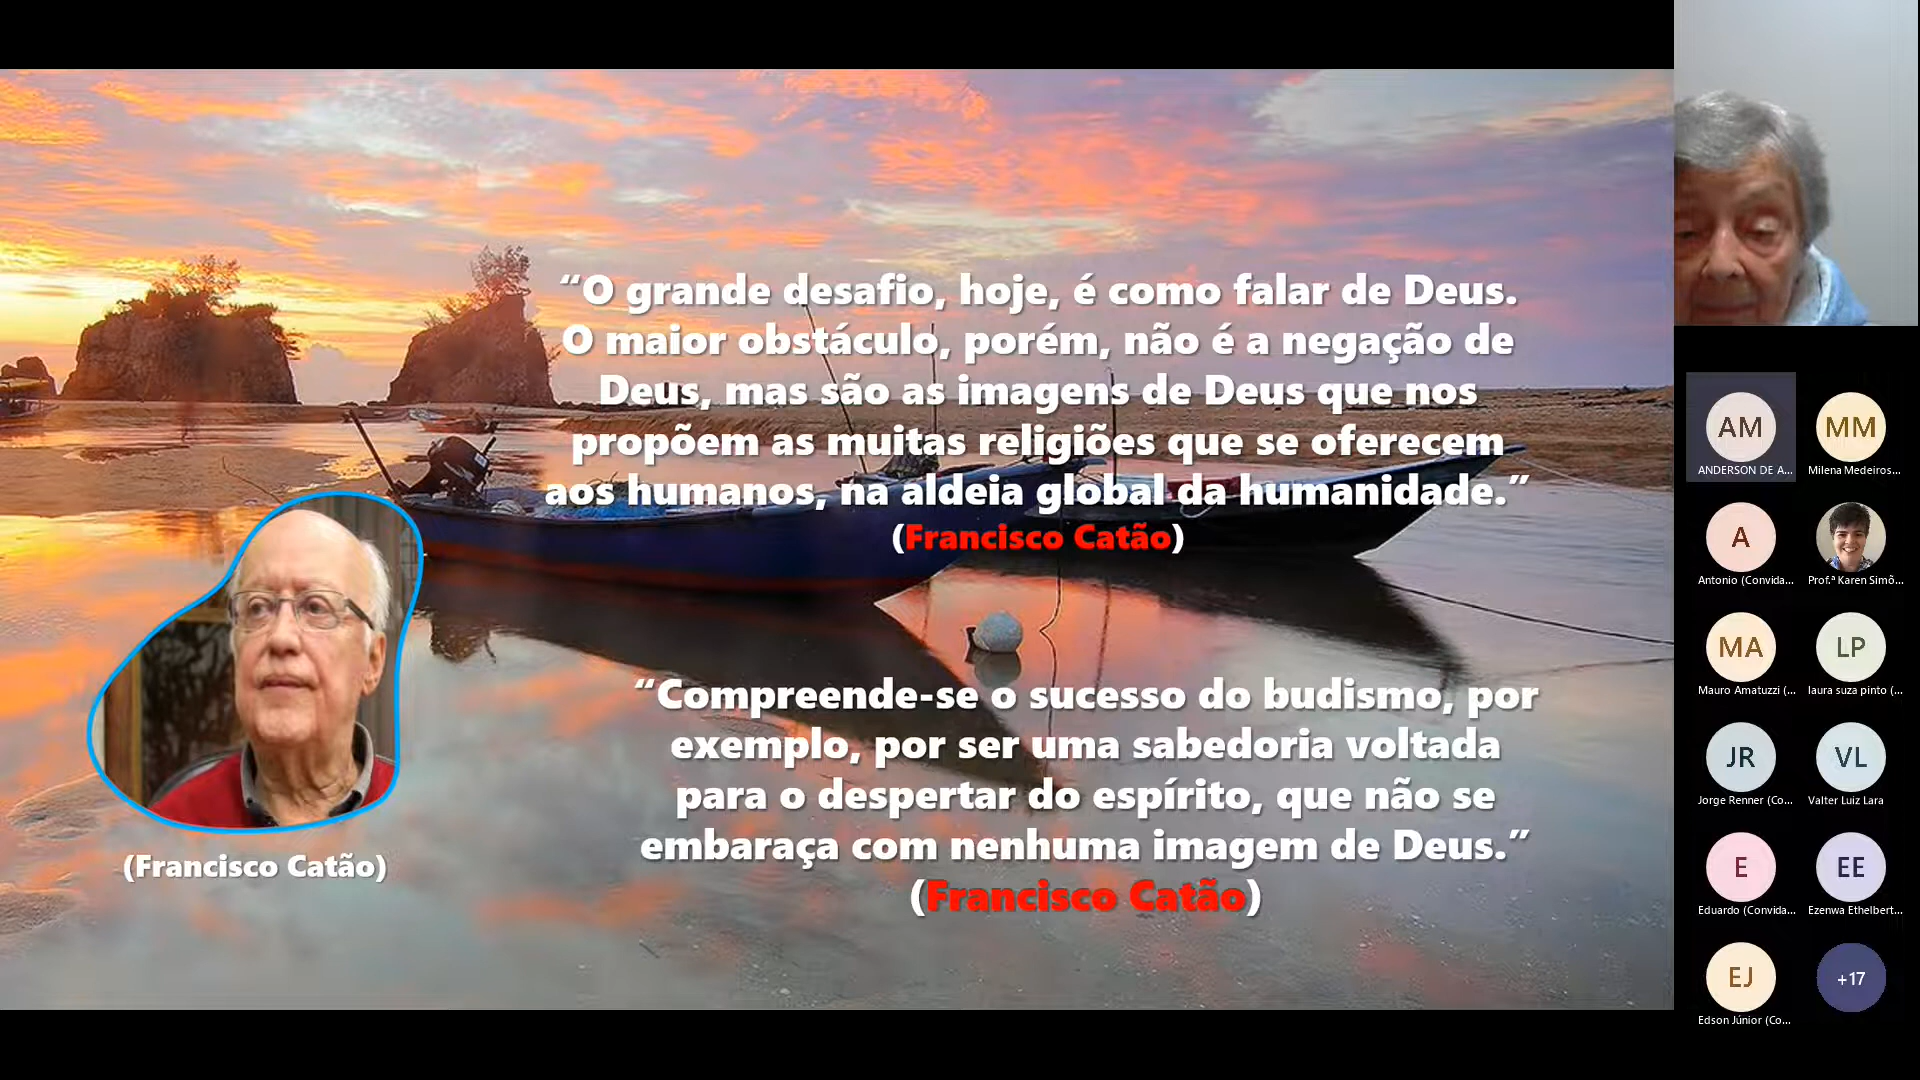 “O grande desafio, hoje, é como falar de Deus.
O maior obstáculo, porém, não é a negação de
Deus, mas são as imagens de Deus que nos
propõem as muitas religiões que se oferecem
aos humanos, na aldeia global da humanidade.”
(Francisco Catão)
“Compreende-se o sucesso do budismo, por
exemplo, por ser uma sabedoria voltada
para o despertar do espírito, que não se
embaraça com nenhuma imagem de Deus.”
(Francisco Catão)
(Francisco Catão)
AM
MM
ANDERSON DE A...
Milena Medeiros...
A
Antonio (Convida...
Prof.ª Karen Simõ...
MA
LP
Mauro Amatuzzi (...
laura suza pinto (...
JR
VL
Jorge Renner (Co...
Valter Luiz Lara
E
EE
Eduardo (Convida...
Ezenwa Ethelbert...
EJ
+17
Edson Júnior (Co...